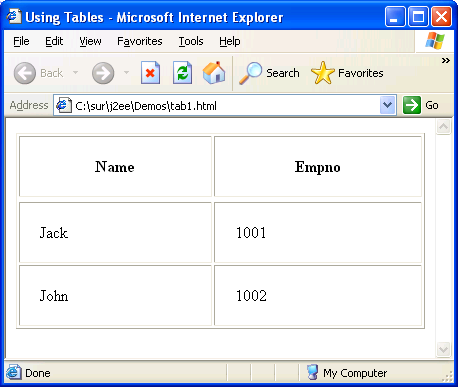 Using Tables - Microsoft Internet Explorer
File Edit View Favorites Tools Help
Back Search Favorites
Address C:\sur\j2ee\Demos\tab1.html Go
Name Empno
Jack 1001
John 1002
Done My Computer